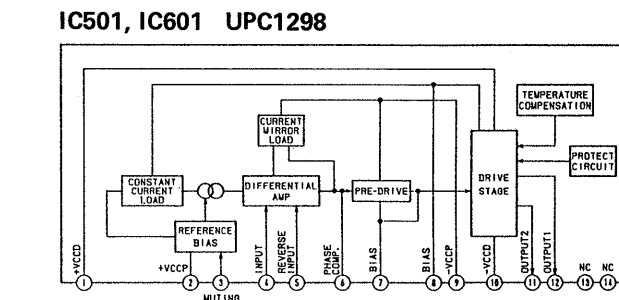 IC501, IC601 UPC1298
TEMPERATURE
COMPENSATION
CURRENT
MIRROR
LOAD
PROTECT
CIRCUIT
CONSTANT
CURRENT
LOAD
DIFFERENTIAL
AMP
PRE-DRIVE
DRIVE
STAGE
REFERENCE
BIAS
+VCCD
+VCCP
INPUT
REVERSE
INPUT
PHASE
COMP.
BIAS
BIAS
-VCCP
-VCCD
OUTPUT2
OUTPUT1
NC
NC
1 2 3 4 5 6 7 8 9 10 11 12 13 14
MUTING